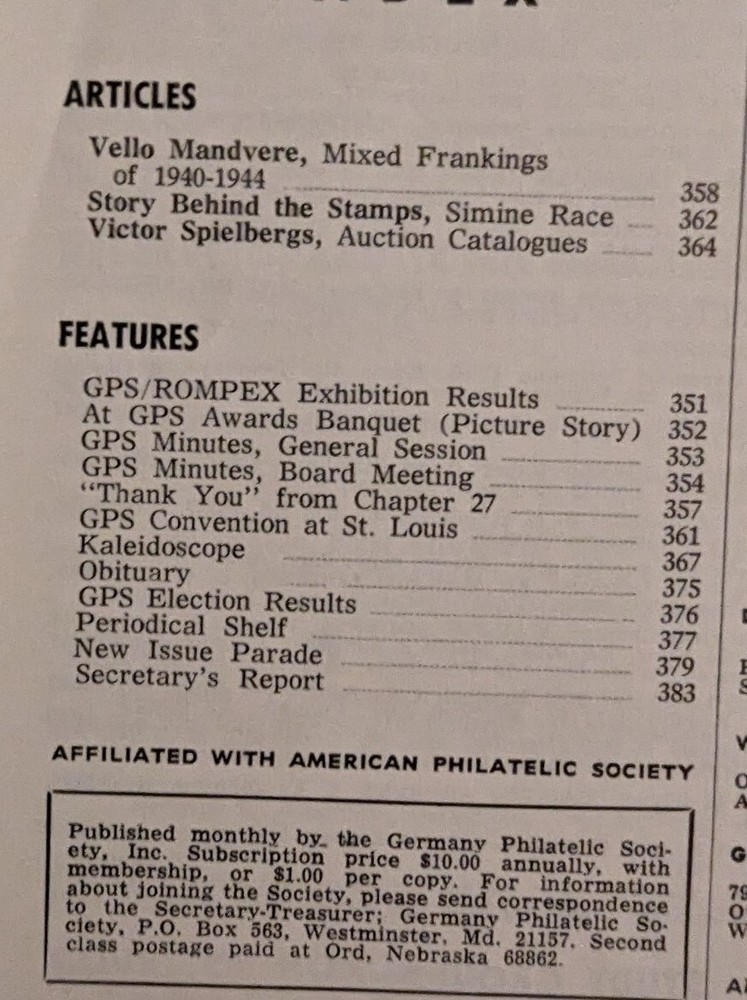 ARTICLES
Vello Mandvere, Mixed Frankings
of 1940-1944 358
Story Behind the Stamps, Simine Race 362
Victor Spielbergs, Auction Catalogues 364
FEATURES
GPS/ROMPEX Exhibition Results 351
At GPS Awards Banquet (Picture Story) 352
GPS Minutes, General Session 353
GPS Minutes, Board Meeting 354
"Thank You" from Chapter 27 357
GPS Convention at St. Louis 361
Kaleidoscope 367
Obituary 375
GPS Election Results 376
Periodical Shelf 377
New Issue Parade 379
Secretary's Report 383
AFFILIATED WITH AMERICAN PHILATELIC SOCIETY
Published monthly by the Germany Philatelic Soci-
ety, Inc. Subscription price $10.00 annually, with
membership, or $1.00 per copy. For information
about joining the Society, please send correspondence
to the Secretary-Treasurer; Germany Philatelic So-
ciety, P.O. Box 563, Westminster, Md. 21157. Second
class postage paid at Ord, Nebraska 68862.